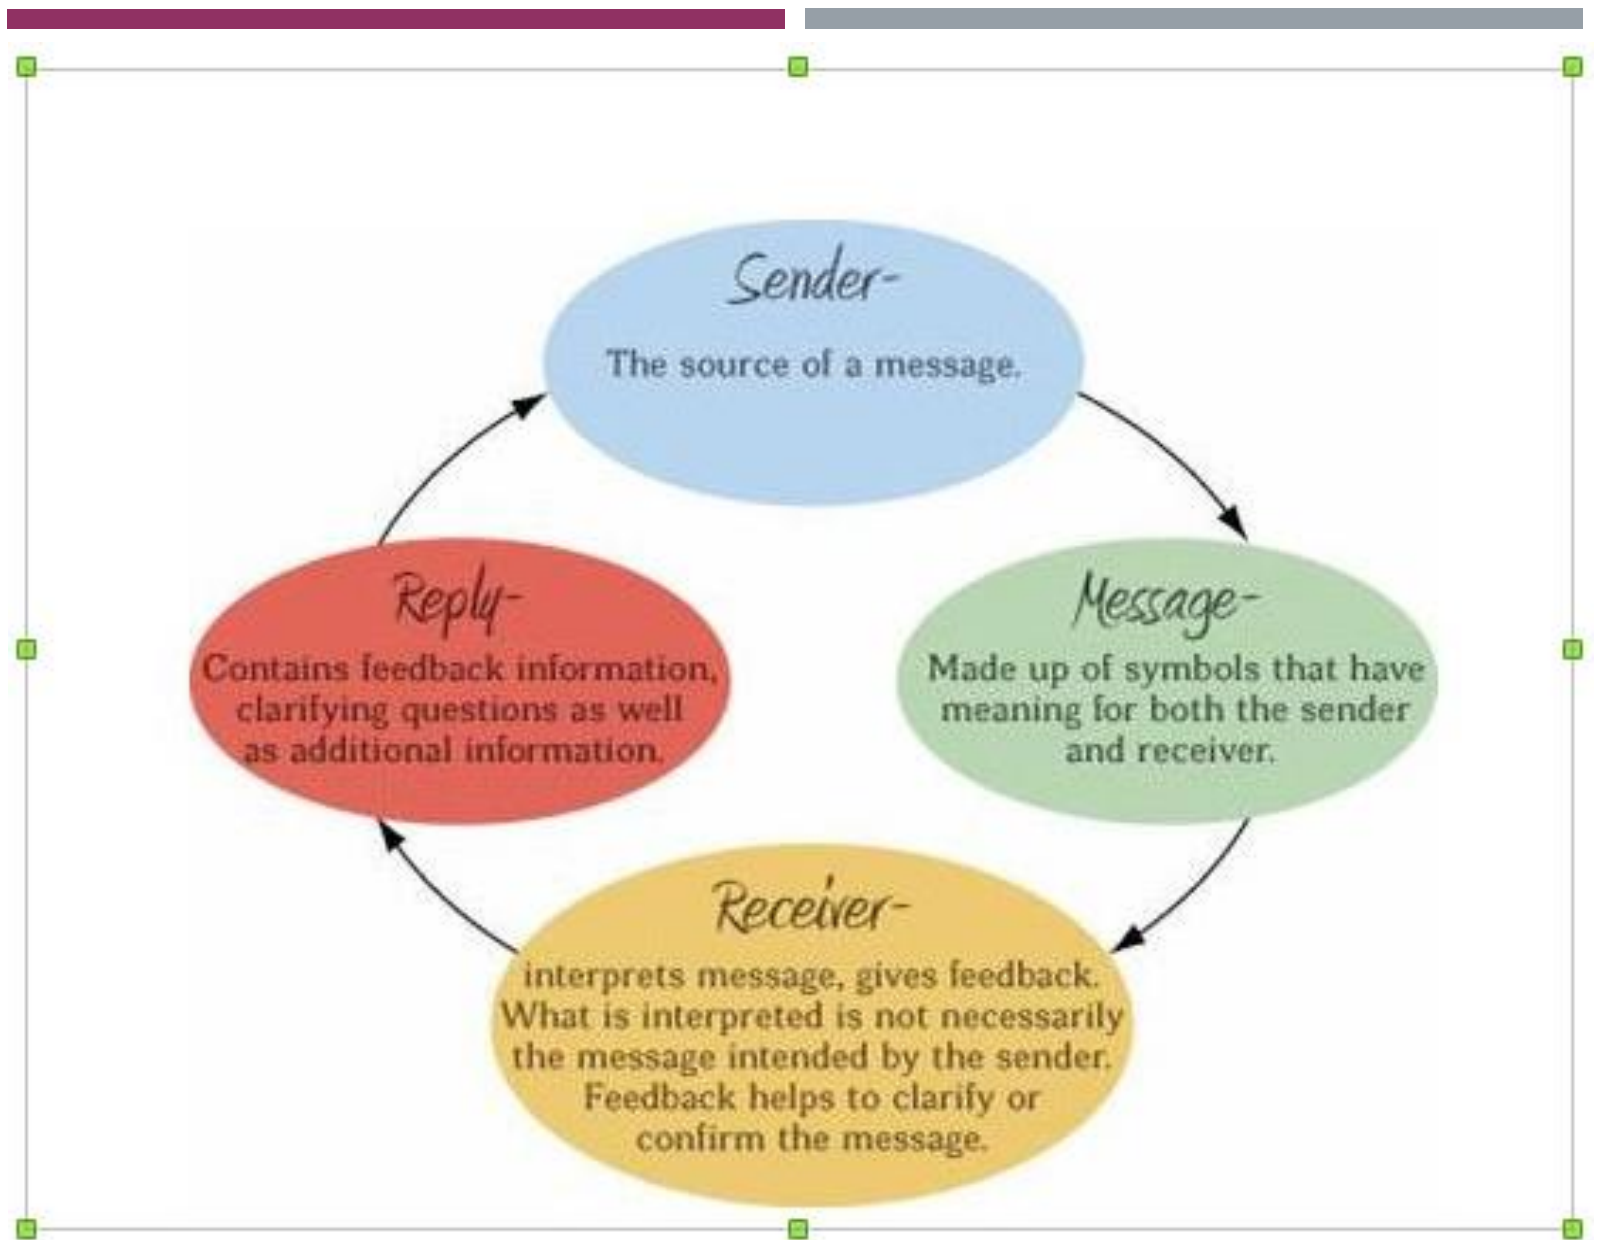 Sender-
The source of a message.
Reply-
Contains feedback information,
clarifying questions as well
as additional information.
Message-
Made up of symbols that have
meaning for both the sender
and receiver.
Receiver-
interprets message, gives feedback.
What is interpreted is not necessarily
the message intended by the sender.
Feedback helps to clarify or
confirm the message.